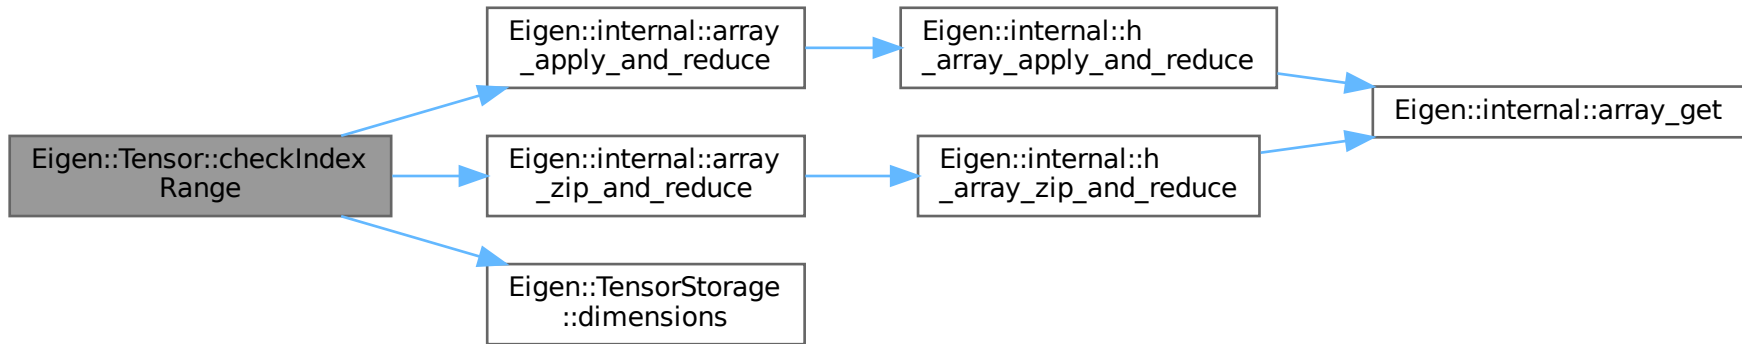 Eigen::Tensor::checkIndex
Range
Eigen::internal::array
_apply_and_reduce
Eigen::internal::h
_array_apply_and_reduce
Eigen::internal::array_get
Eigen::internal::array
_zip_and_reduce
Eigen::internal::h
_array_zip_and_reduce
Eigen::TensorStorage
::dimensions